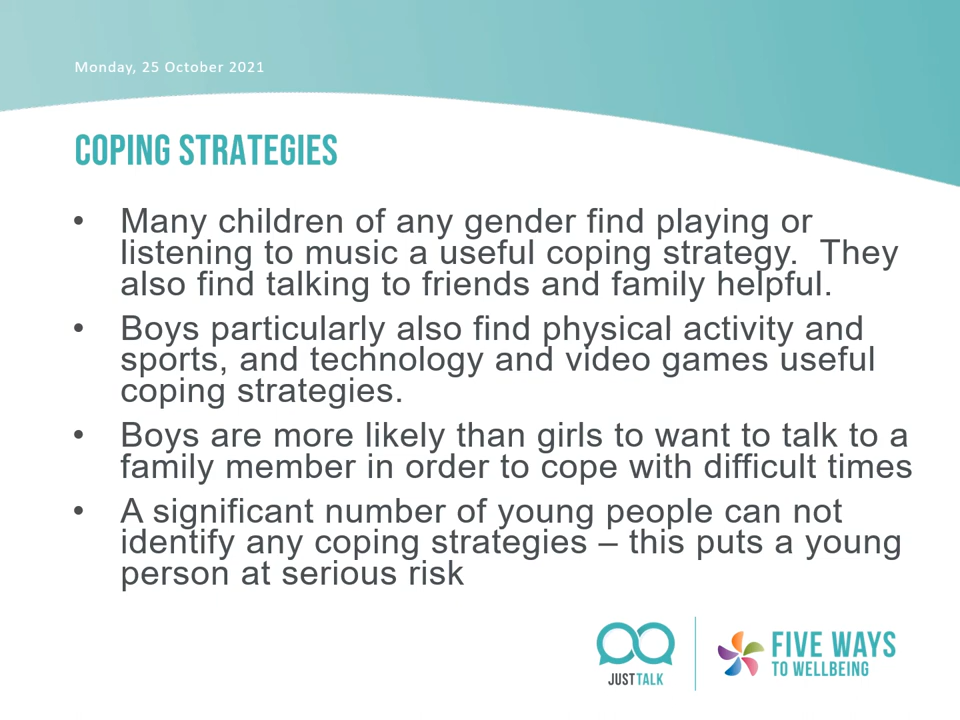 Monday, 25 October 2021
COPING STRATEGIES
• Many children of any gender find playing or
listening to music a useful coping strategy.  They
also find talking to friends and family helpful.
• Boys particularly also find physical activity and
sports, and technology and video games useful
coping strategies.
• Boys are more likely than girls to want to talk to a
family member in order to cope with difficult times
• A significant number of young people can not
identify any coping strategies – this puts a young
person at serious risk
JUSTTALK
FIVE WAYS
TO WELLBEING